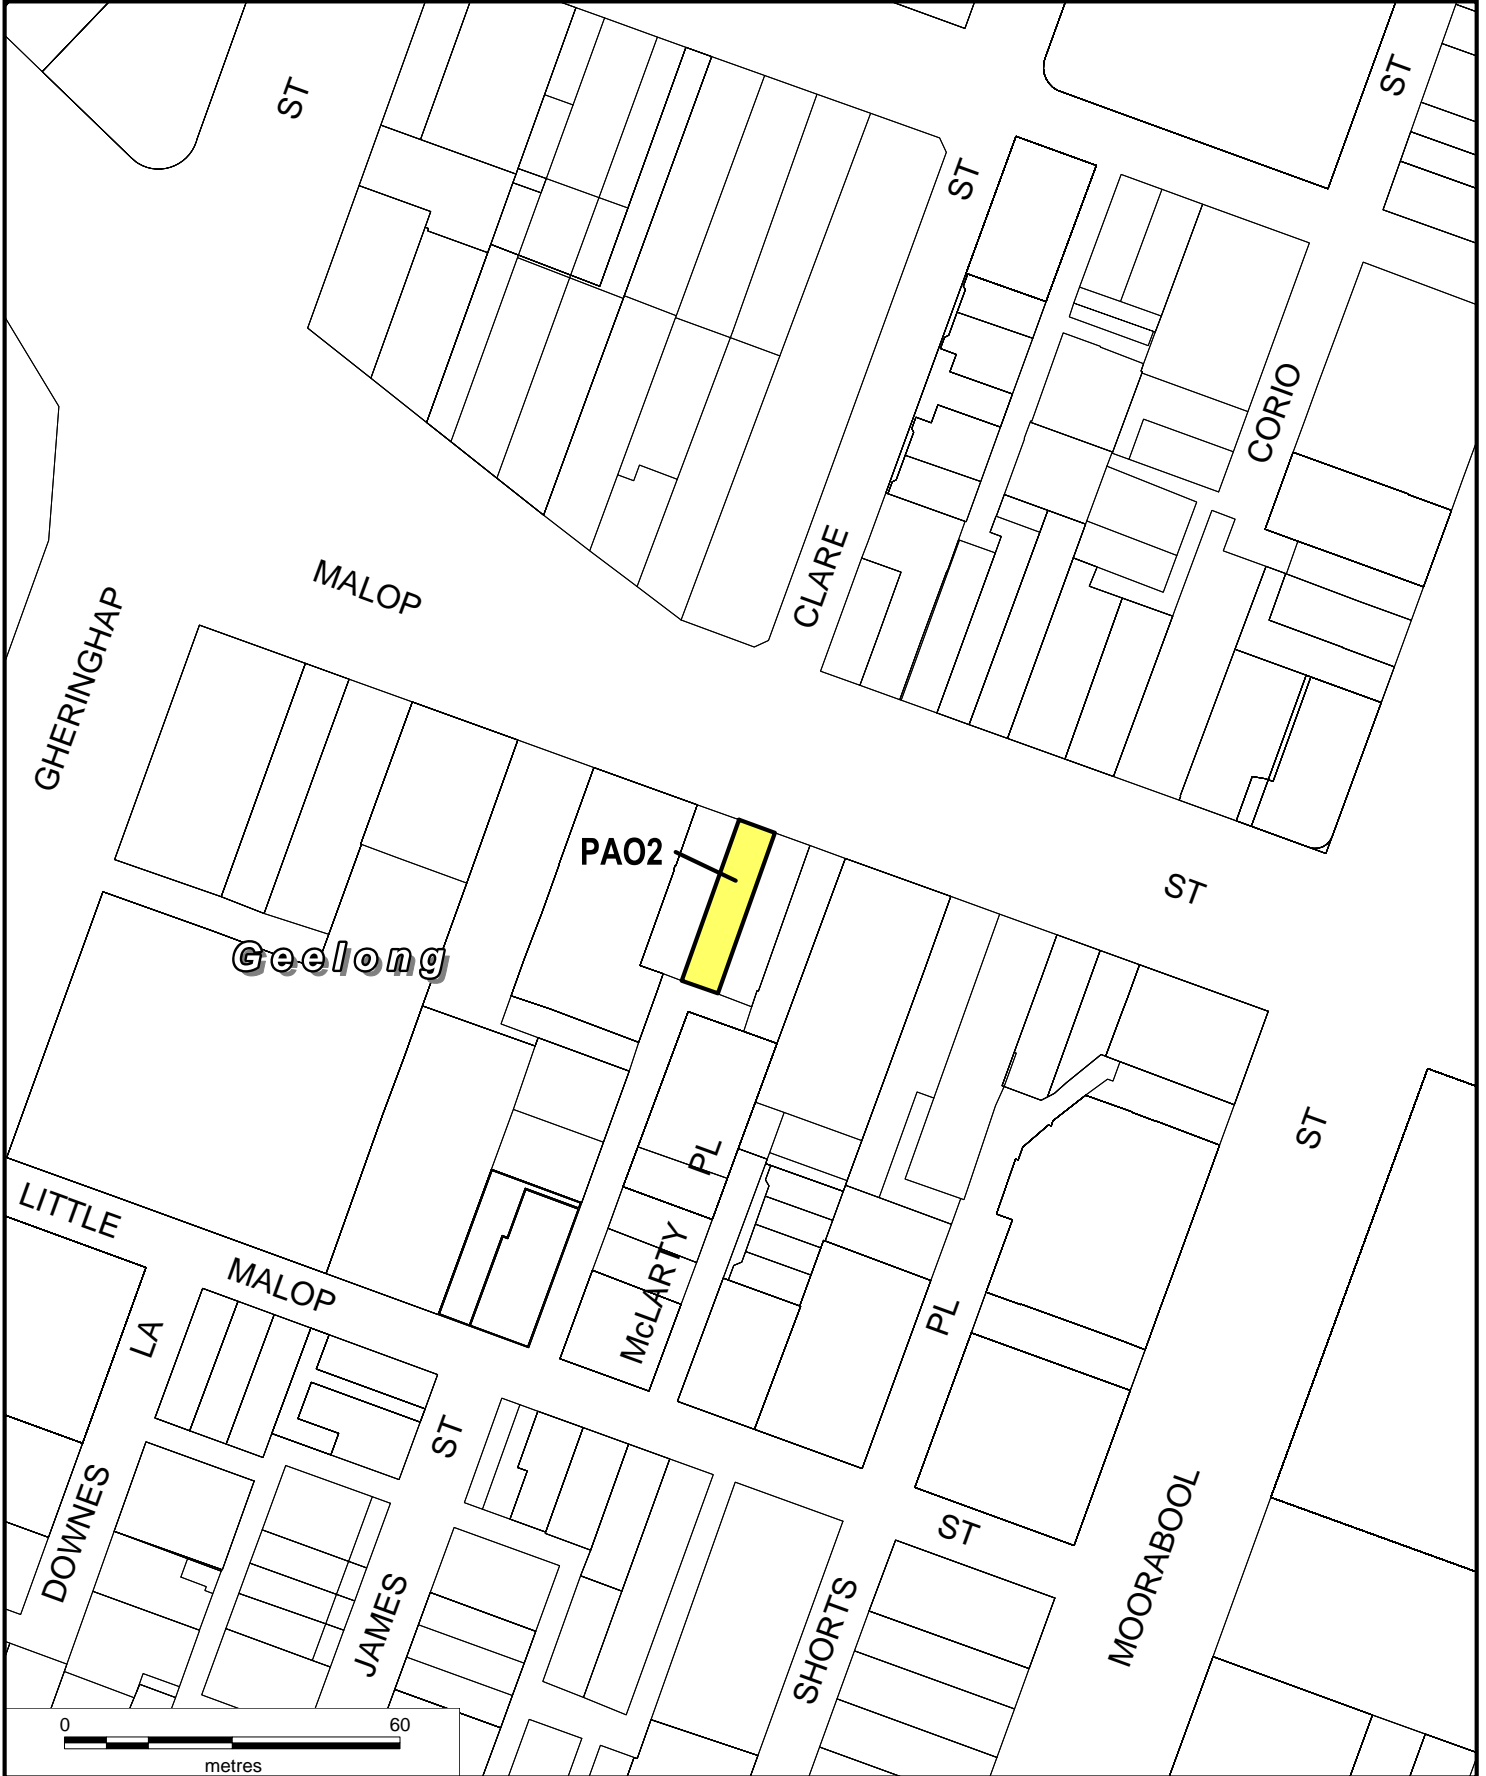 ST
ST
ST
CORIO
CLARE
MALOP
GHERINGHAP
PAO2
ST
Geelong
ST
PL
LITTLE
MALOP
McLARTY
LA
PL
ST
ST
DOWNES
JAMES
SHORTS
MOORABOOL
0 60
metres